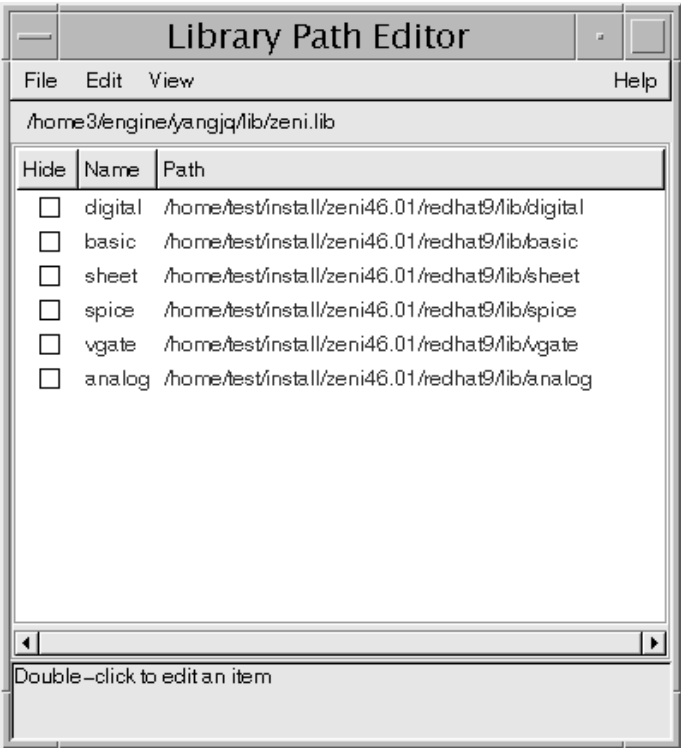 Library Path Editor
File Edit View Help
/home3/engine/yangjq/lib/zeni.lib
Hide Name Path
digital /home/test/install/zeni46.01/redhat9/lib/digital
basic /home/test/install/zeni46.01/redhat9/lib/basic
sheet /home/test/install/zeni46.01/redhat9/lib/sheet
spice /home/test/install/zeni46.01/redhat9/lib/spice
vgate /home/test/install/zeni46.01/redhat9/lib/vgate
analog /home/test/install/zeni46.01/redhat9/lib/analog
Double-click to edit an item